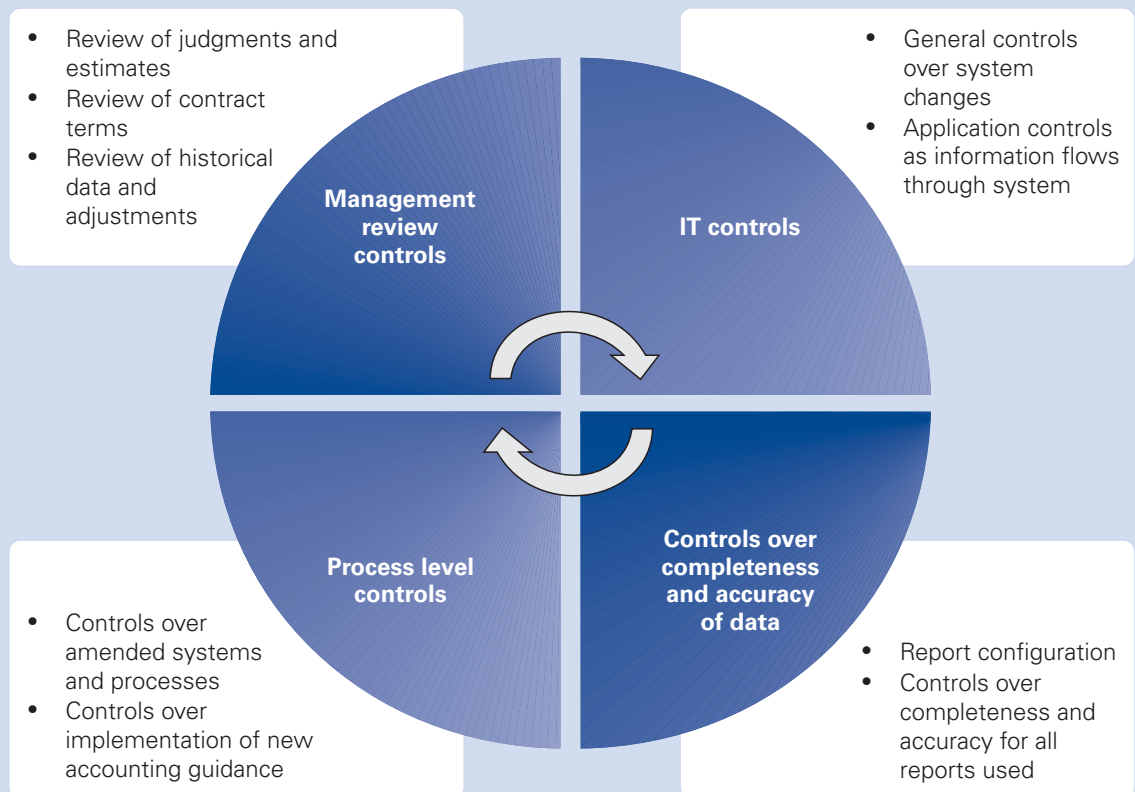 • Review of judgments and
estimates
• Review of contract
terms
• Review of historical
data and
adjustments
Management
review
controls
• General controls
over system
changes
• Application controls
as information flows
through system
IT controls
Process level
controls
• Controls over
amended systems
and processes
• Controls over
implementation of new
accounting guidance
Controls over
completeness
and accuracy
of data
• Report configuration
• Controls over
completeness and
accuracy for all
reports used